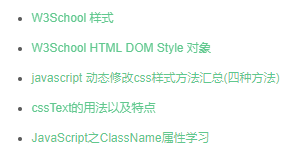 W3School 样式
W3School HTML DOM Style 对象
javascript 动态修改css样式方法汇总(四种方法)
cssText的用法以及特点
JavaScript之ClassName属性学习